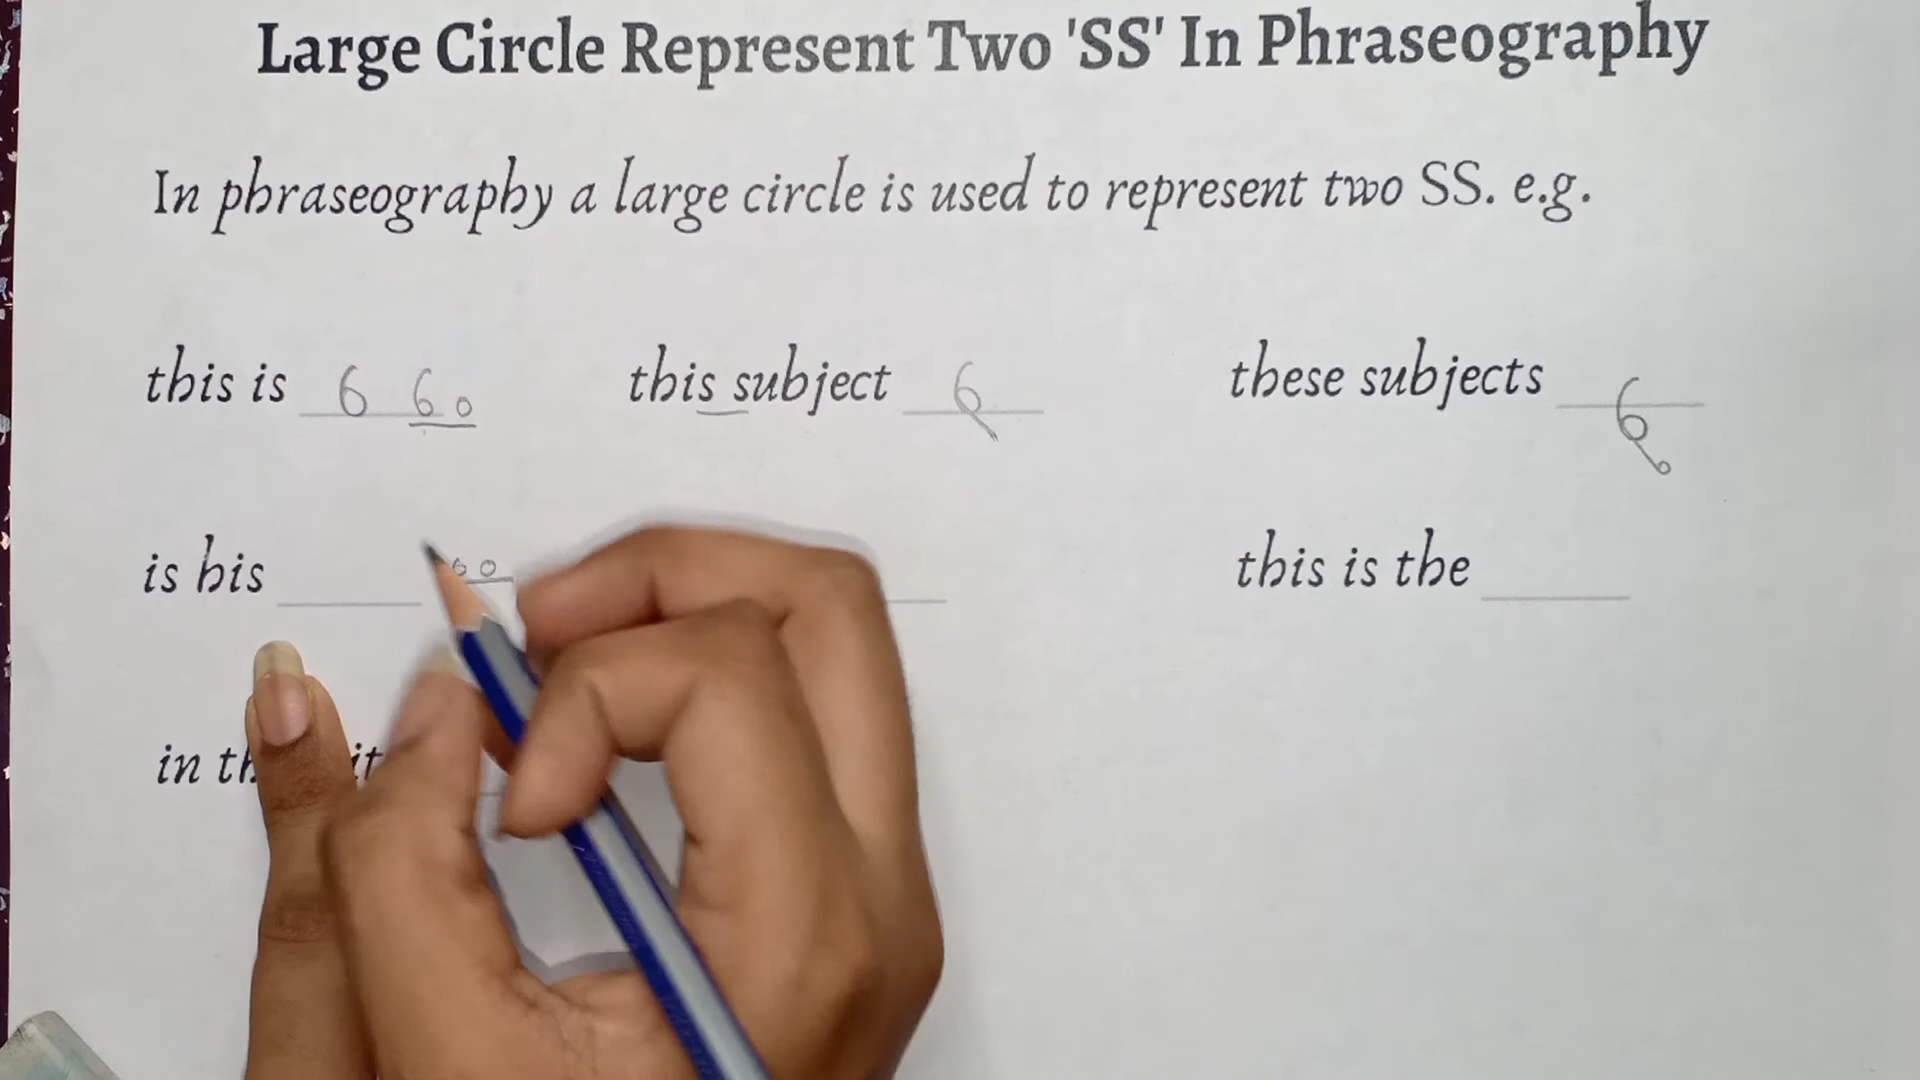 Large Circle Represent Two 'SS' In Phraseography
In phraseography a large circle is used to represent two SS. e.g.
this is this subject these subjects
is his this is the
in